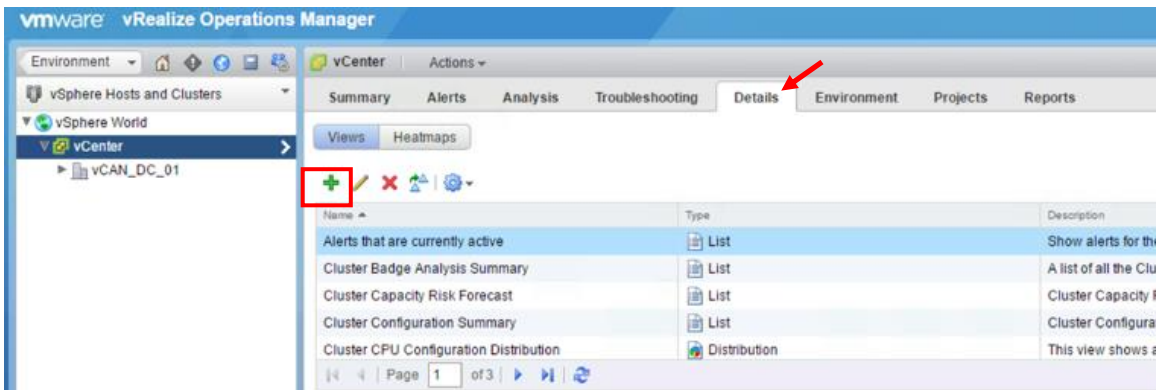 vmware vRealize Operations Manager
Environment
vCenter Actions
vSphere Hosts and Clusters
Summary Alerts Analysis Troubleshooting Details Environment Projects Reports
vSphere World
Views Heatmaps
vCenter
vCAN_DC_01
Name Type Description
Alerts that are currently active List Show alerts for the
Cluster Badge Analysis Summary List A list of all the Clu
Cluster Capacity Risk Forecast List Cluster Capacity
Cluster Configuration Summary List Cluster Configura
Cluster CPU Configuration Distribution Distribution This view shows a
Page 1 of 3